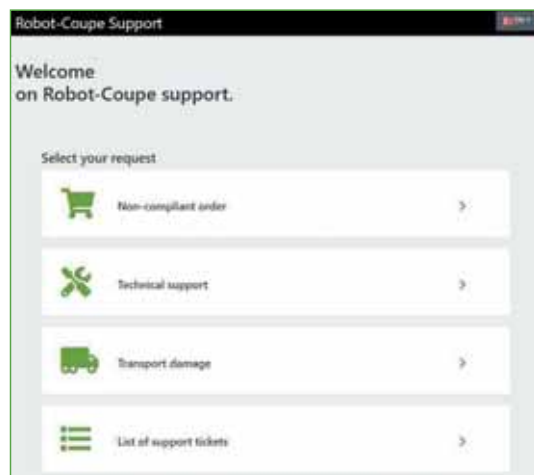 Robot-Coupe Support
Welcome
on Robot-Coupe support.
Select your request
Non-compliant order
Technical support
Transport damage
List of support tickets